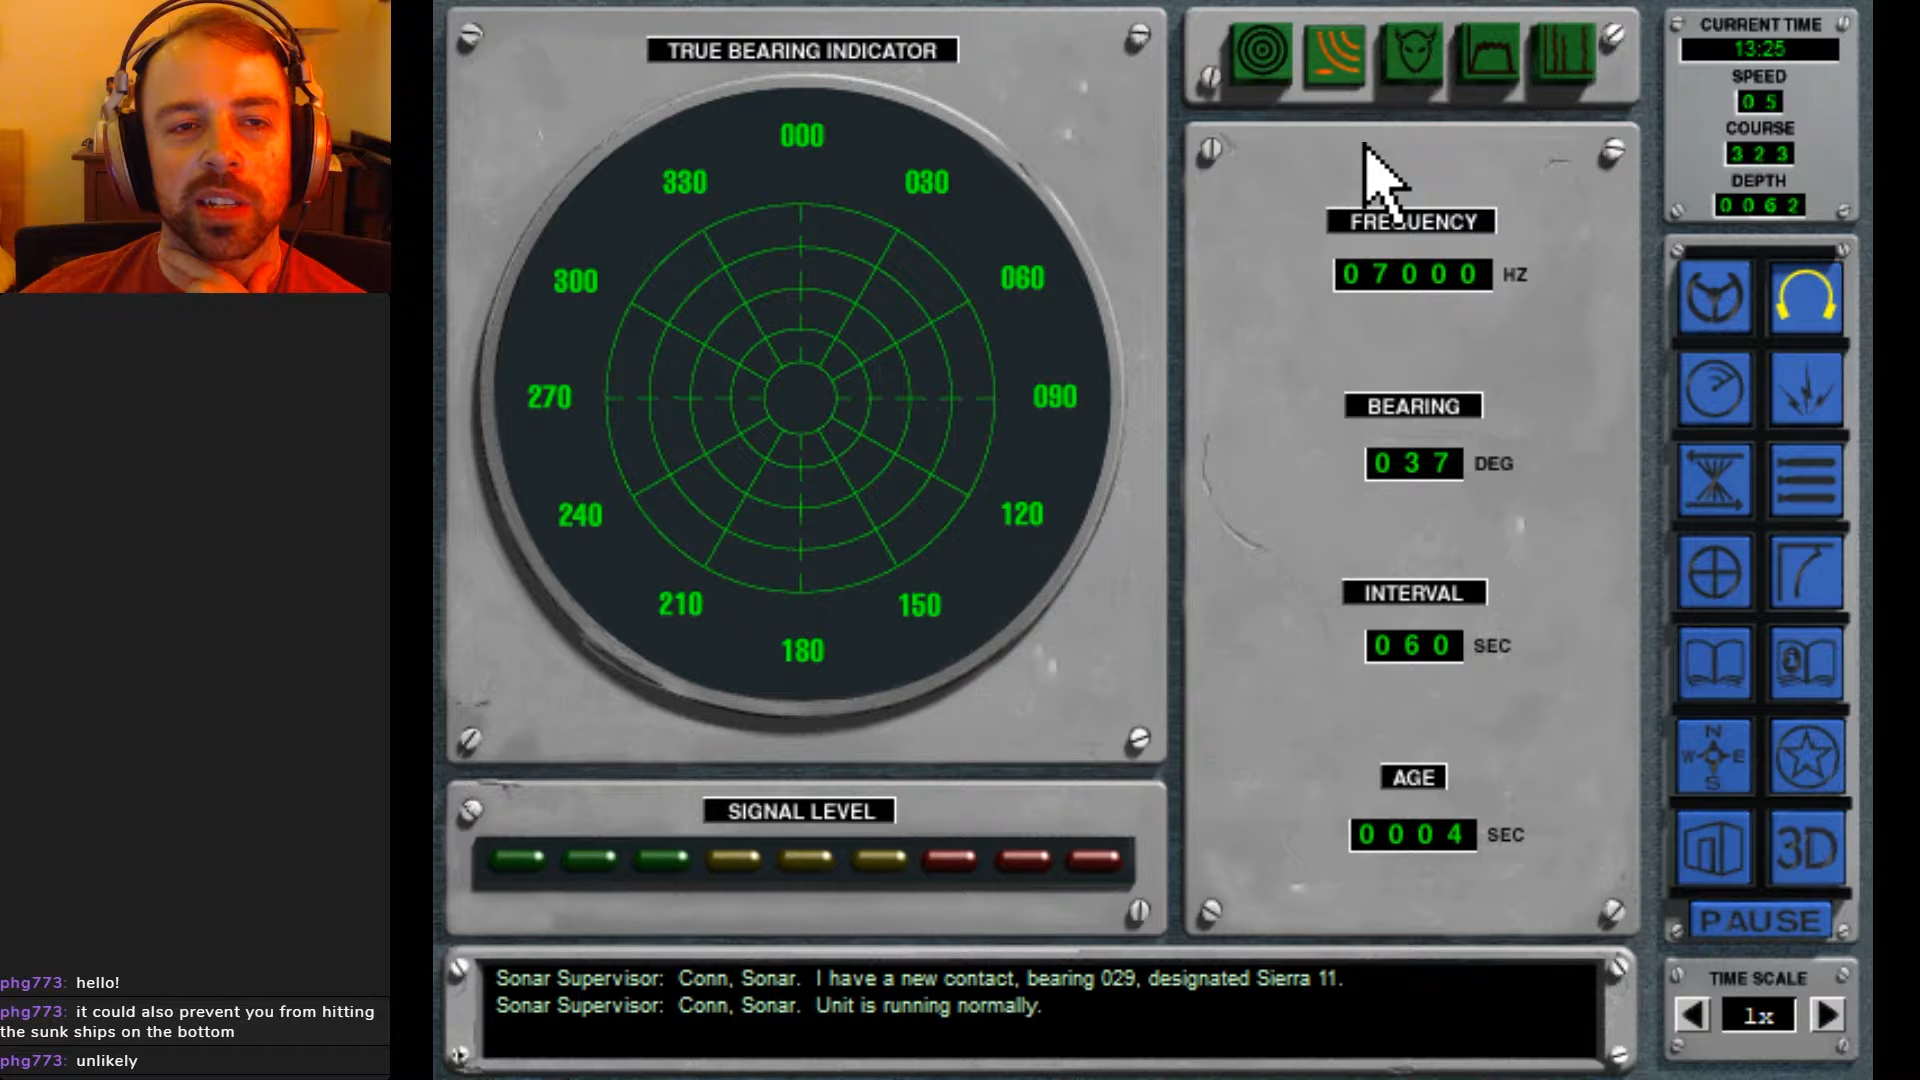 TRUE BEARING INDICATOR
000
330
030
300
060
270
090
240
120
210
150
180
SIGNAL LEVEL
FREQUENCY
07000 HZ
BEARING
037 DEG
INTERVAL
060 SEC
AGE
0004 SEC
CURRENT TIME
13:25
SPEED
05
COURSE
323
DEPTH
0062
N
W E
S
3D
PAUSE
TIME SCALE
1x
Sonar Supervisor: Conn, Sonar. I have a new contact, bearing 029, designated Sierra 11.
Sonar Supervisor: Conn, Sonar. Unit is running normally.
phg773: hello!
phg773: it could also prevent you from hitting
the sunk ships on the bottom
phg773: unlikely